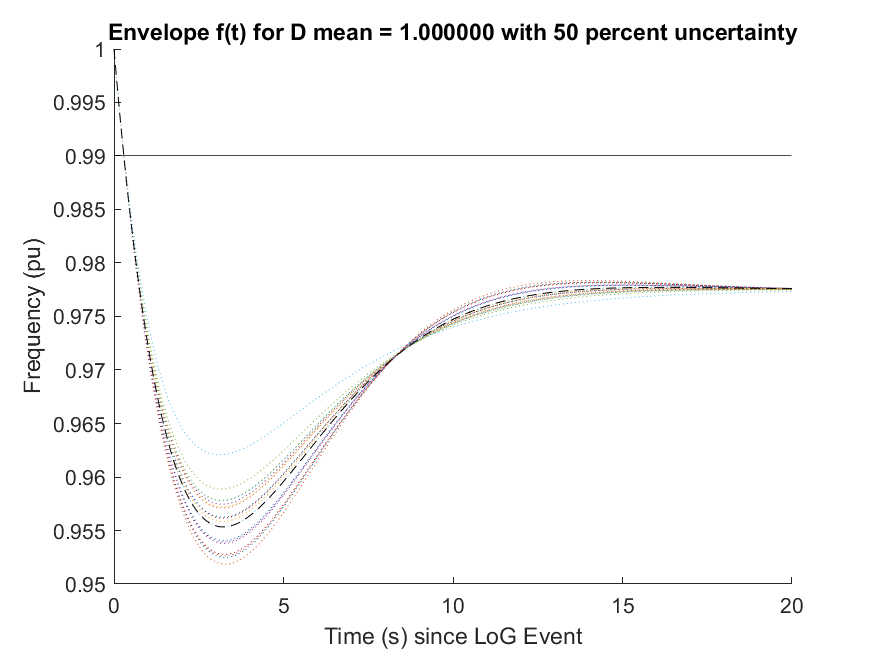 Envelope f(t) for D mean = 1.000000 with 50 percent uncertainty
1
0.995
0.99
0.985
0.98
0.975
0.97
0.965
0.96
0.955
0.95
Frequency (pu)
0 5 10 15 20
Time (s) since LoG Event